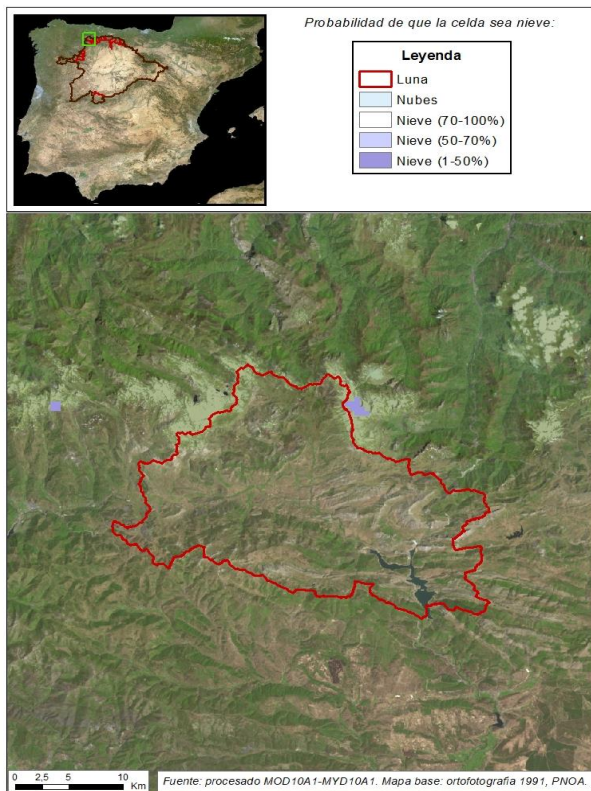 Probabilidad de que la celda sea nieve:
Leyenda
Luna
Nubes
Nieve (70-100%)
Nieve (50-70%)
Nieve (1-50%)
0 2,5 5 10
Km
Fuente: procesado MOD10A1-MYD10A1. Mapa base: ortofotografia 1991, PNOA.